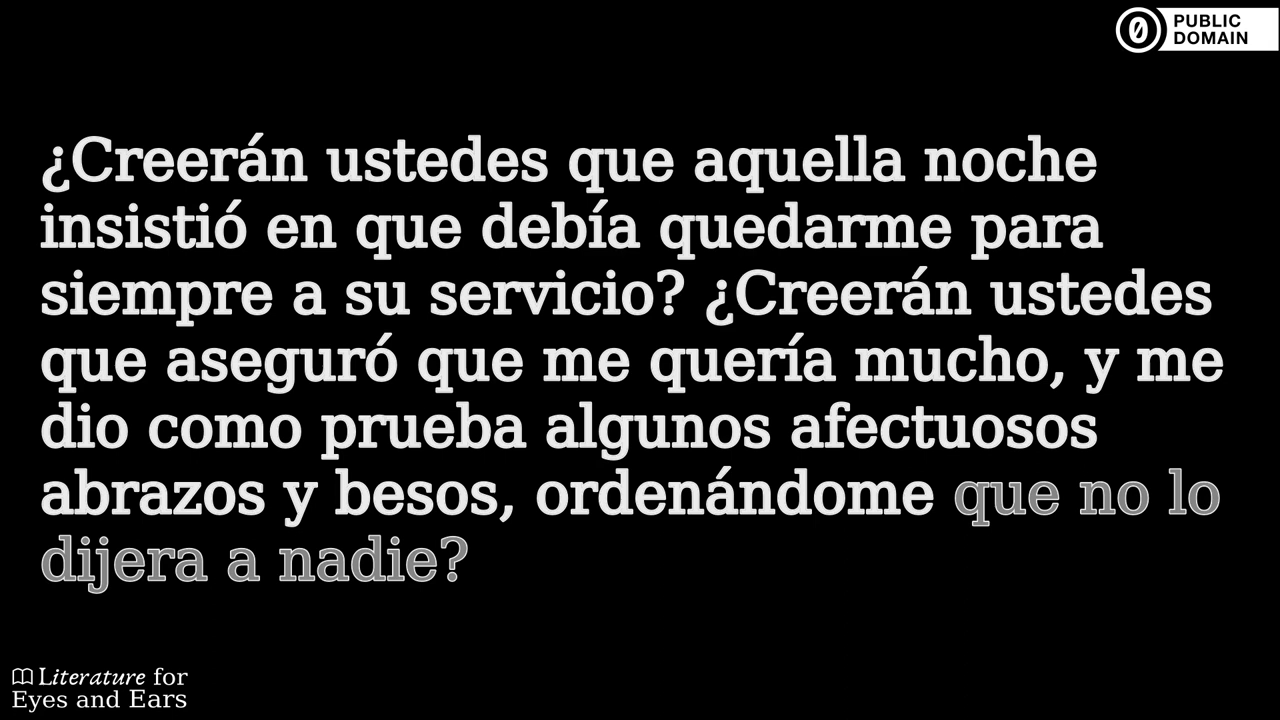 PUBLIC
DOMAIN
¿Creerán ustedes que aquella noche
insistió en que debía quedarme para
siempre a su servicio? ¿Creerán ustedes
que aseguró que me quería mucho, y me
dio como prueba algunos afectuosos
abrazos y besos, ordenándome que no lo
dijera a nadie?
Literature for
Eyes and Ears